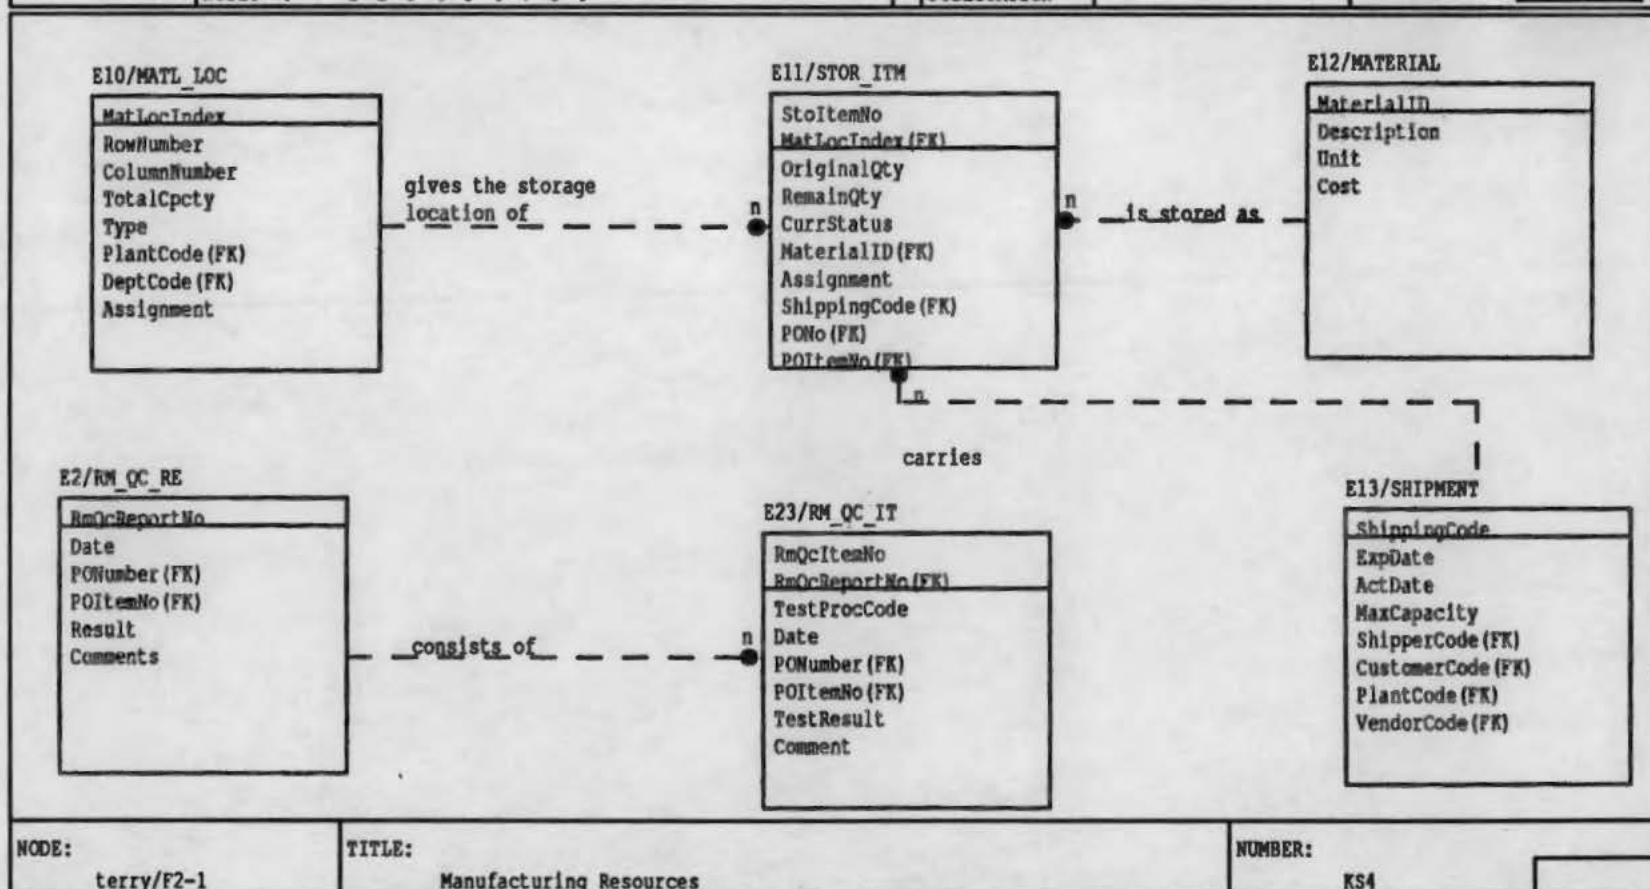 E10/MATL_LOC
MatLocIndex
RowNumber
ColumnNumber
TotalCpcty
Type
PlantCode(FK)
DeptCode(FK)
Assignment
gives the storage
location of
n
E11/STOR_ITM
StoItemNo
MatLocIndex(FK)
OriginalQty
RemainQty
CurrStatus
MaterialID(FK)
Assignment
ShippingCode(FK)
PONo(FK)
POItemNo(FK)
n
is stored as
E12/MATERIAL
MaterialID
Description
Unit
Cost
n
carries
E2/RM_QC_RE
RmQcReportNo
Date
PONumber(FK)
POItemNo(FK)
Result
Comments
consists of
n
E23/RM_QC_IT
RmQcItemNo
RmQcReportNo(FK)
TestProcCode
Date
PONumber(FK)
POItemNo(FK)
TestResult
Comment
E13/SHIPMENT
ShippingCode
ExpDate
ActDate
MaxCapacity
ShipperCode(FK)
CustomerCode(FK)
PlantCode(FK)
VendorCode(FK)
NODE:
terry/F2-1
TITLE:
Manufacturing Resources
NUMBER:
KS4